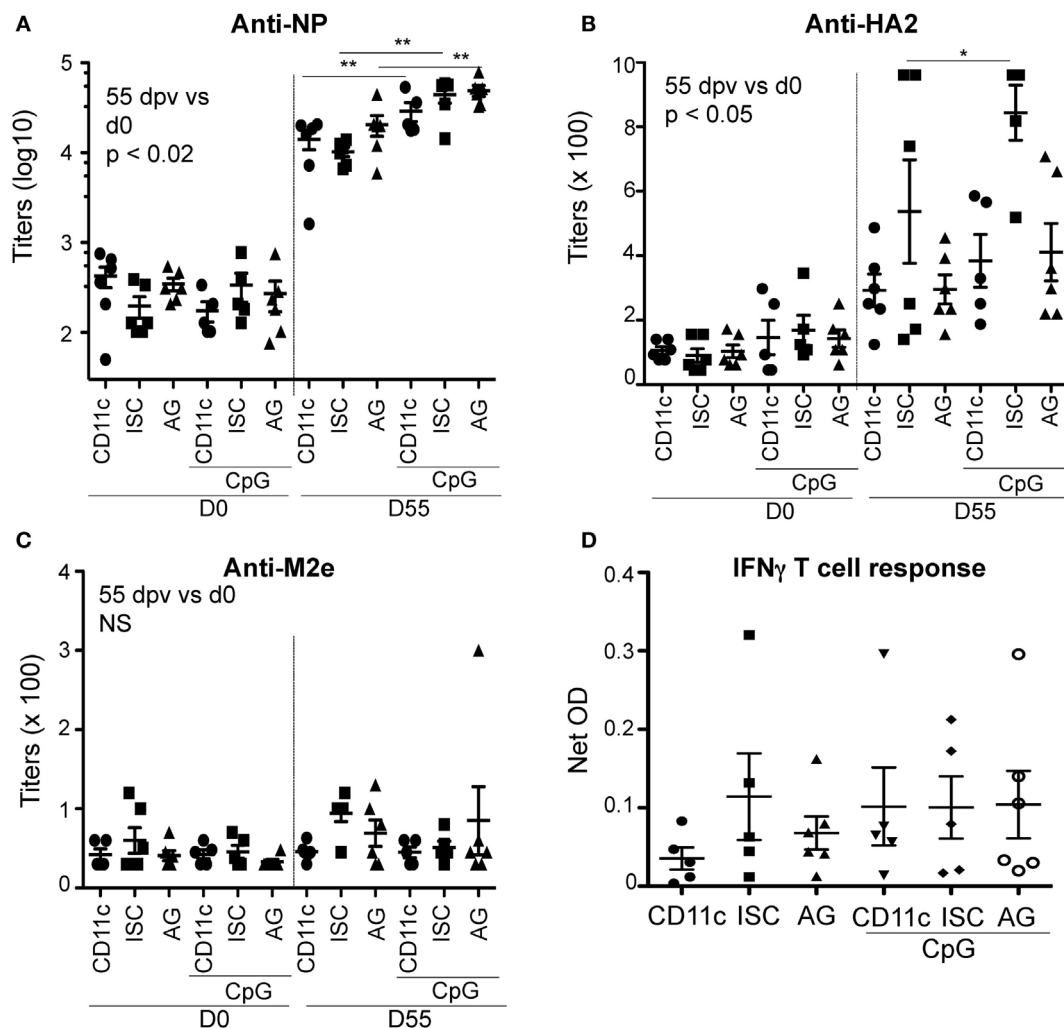 A
Anti-NP
55 dpv vs
d0
p < 0.02
**
**
**
Titers (log10)
5
4
3
2
CD11c
ISC
AG
CD11c
ISC
AG
CD11c
ISC
AG
CD11c
ISC
AG
CpG
CpG
D0
D55
B
Anti-HA2
55 dpv vs d0
p < 0.05
*
Titers (x 100)
10
8
6
4
2
0
CD11c
ISC
AG
CD11c
ISC
AG
CD11c
ISC
AG
CD11c
ISC
AG
CpG
CpG
D0
D55
C
Anti-M2e
55 dpv vs d0
NS
Titers (x 100)
4
3
2
1
0
CD11c
ISC
AG
CD11c
ISC
AG
CD11c
ISC
AG
CD11c
ISC
AG
CpG
CpG
D0
D55
D
IFNγ T cell response
Net OD
0.4
0.3
0.2
0.1
0
CD11c ISC AG CD11c ISC AG
CpG